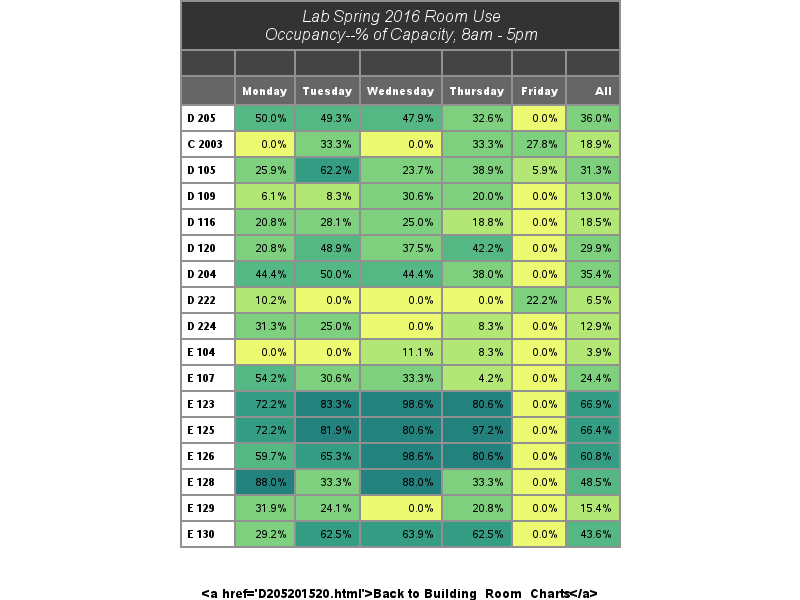 Lab Spring 2016 Room Use
Occupancy--% of Capacity, 8am - 5pm
Monday Tuesday Wednesday Thursday Friday All
D 205 50.0% 49.3% 47.9% 32.6% 0.0% 36.0%
C 2003 0.0% 33.3% 0.0% 33.3% 27.8% 18.9%
D 105 25.9% 62.2% 23.7% 38.9% 5.9% 31.3%
D 109 6.1% 8.3% 30.6% 20.0% 0.0% 13.0%
D 116 20.8% 28.1% 25.0% 18.8% 0.0% 18.5%
D 120 20.8% 48.9% 37.5% 42.2% 0.0% 29.9%
D 204 44.4% 50.0% 44.4% 38.0% 0.0% 35.4%
D 222 10.2% 0.0% 0.0% 0.0% 22.2% 6.5%
D 224 31.3% 25.0% 0.0% 8.3% 0.0% 12.9%
E 104 0.0% 0.0% 11.1% 8.3% 0.0% 3.9%
E 107 54.2% 30.6% 33.3% 4.2% 0.0% 24.4%
E 123 72.2% 83.3% 98.6% 80.6% 0.0% 66.9%
E 125 72.2% 81.9% 80.6% 97.2% 0.0% 66.4%
E 126 59.7% 65.3% 98.6% 80.6% 0.0% 60.8%
E 128 88.0% 33.3% 88.0% 33.3% 0.0% 48.5%
E 129 31.9% 24.1% 0.0% 20.8% 0.0% 15.4%
E 130 29.2% 62.5% 63.9% 62.5% 0.0% 43.6%
<a href='D205201520.html'>Back to Building_Room_Charts</a>